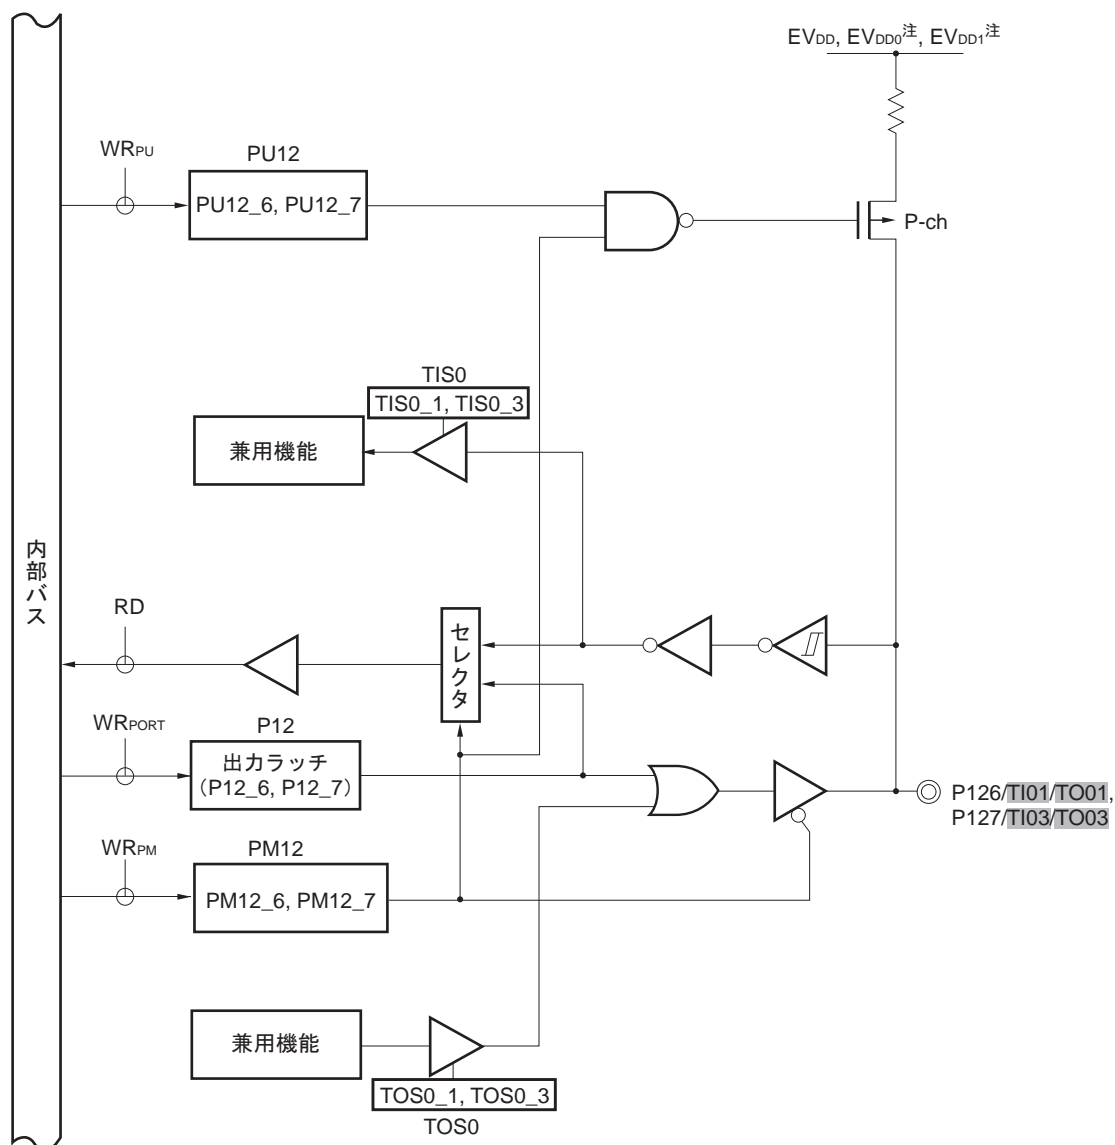 EVDD, EVDD0注, EVDD1注
WRPU
PU12
PU12_6, PU12_7
P-ch
TIS0
TIS0_1, TIS0_3
兼用機能
内部バス
RD
セレクタ
WRPORT
P12
出力ラッチ
（P12_6, P12_7）
P126/TI01/TO01,
P127/TI03/TO03
WRPM
PM12
PM12_6, PM12_7
兼用機能
TOS0_1, TOS0_3
TOS0